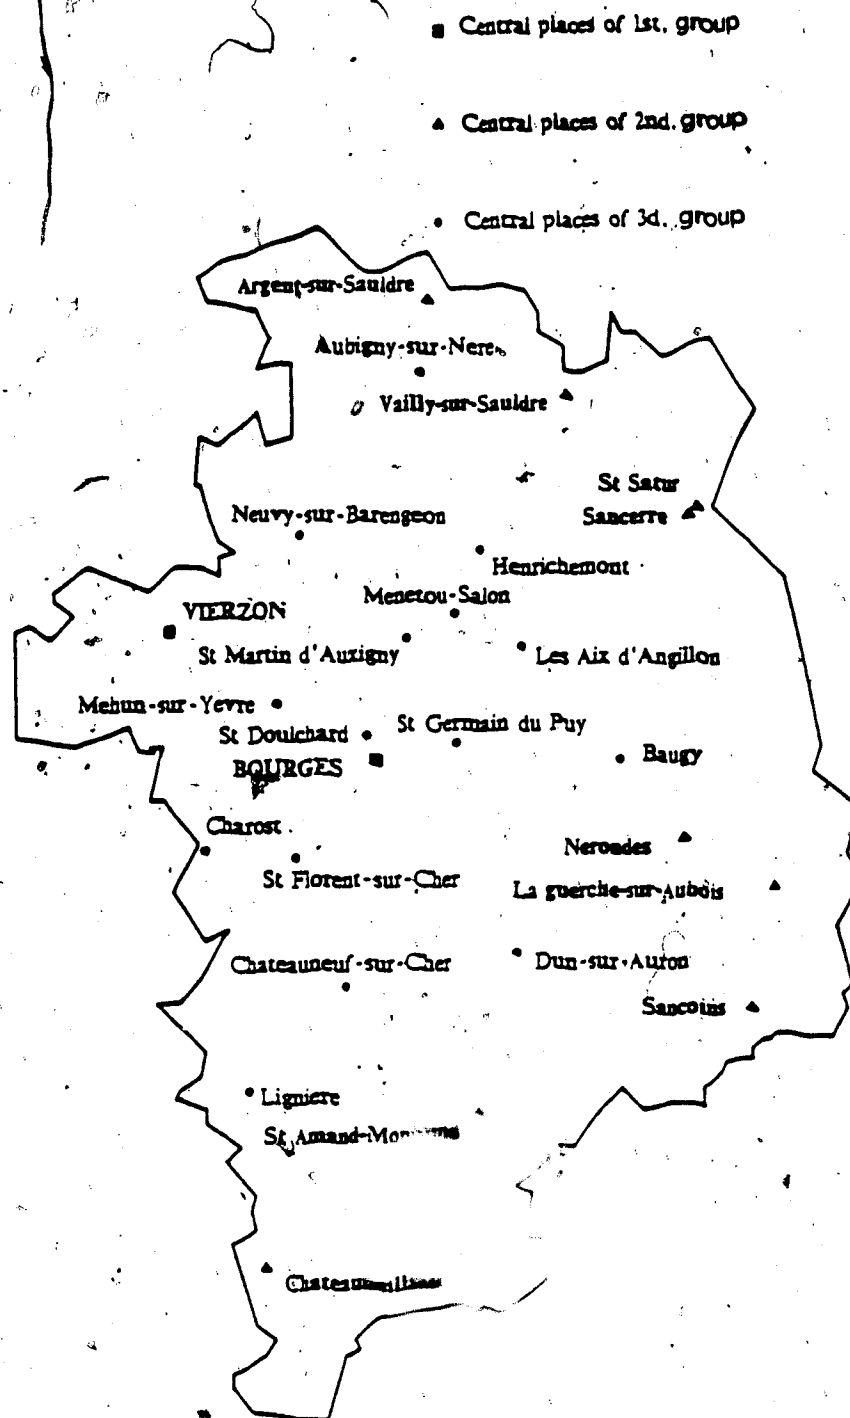 Central places of 1st. group
Central places of 2nd. group
Central places of 3d. group
Argent-sur-Sauldre
Aubigny-sur-Nere
Vailly-sur-Sauldre
St Satur
Sancerre
Neuvy-sur-Barengeon
Henrichemont
Menetou-Salon
VIERZON
St Martin d'Auxigny
Les Aix d'Angillon
Mehun-sur-Yevre
St Germain du Puy
St Doulchard
Baugy
BOURGES
Charost
Nerondes
St Florent-sur-Cher
La guerche-sur-Aubois
Chateauneuf-sur-Cher
Dun-sur-Auron
Sancoins
Ligniere
St Amand